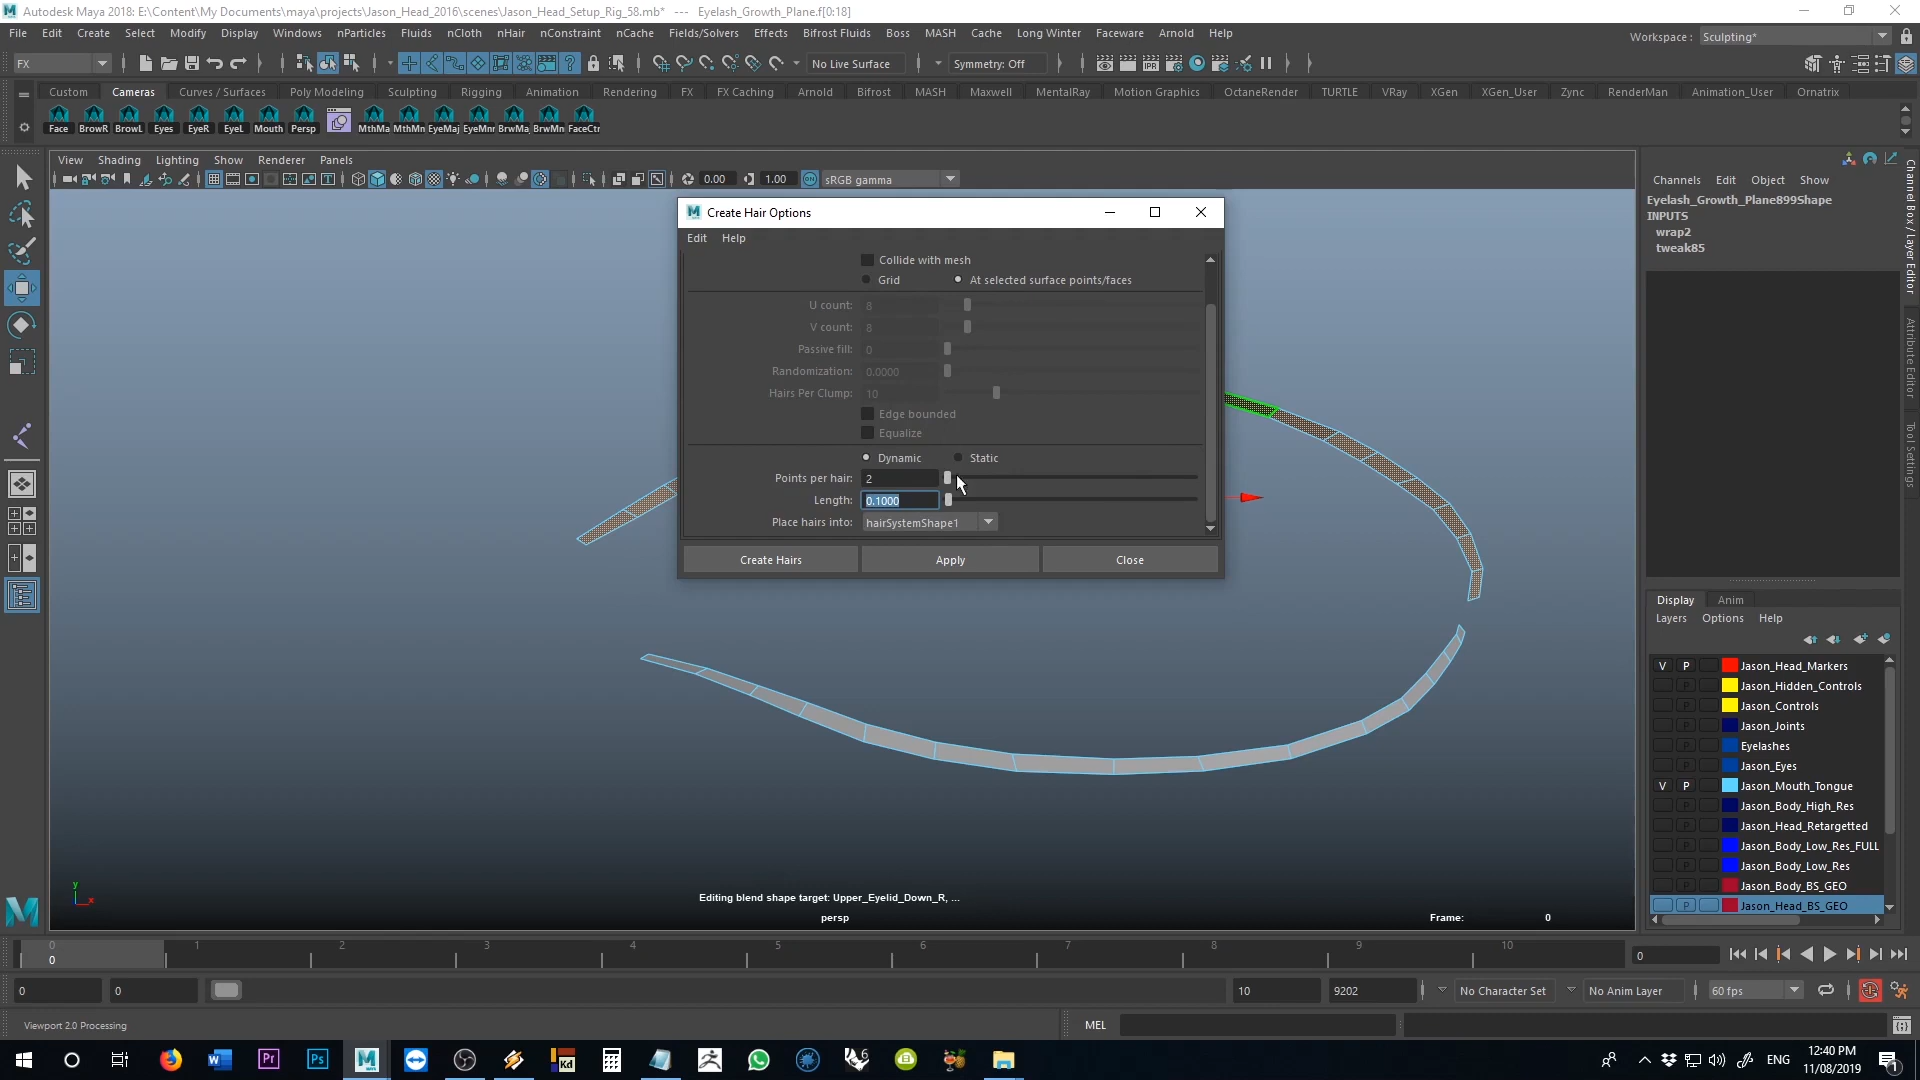 Autodesk Maya 2018: E:\Content\My Documents\maya\projects\Jason_Head_2016\scenes\Jason_Head_Setup_Rig_58.mb* --- Eyelash_Growth_Plane.f[0:18]
File Edit Create Select Modify Display Windows nParticles Fluids nCloth nHair nConstraint nCache Fields/Solvers Effects Bifrost Fluids Boss MASH Cache Long Winter Faceware Arnold Help
Workspace : Sculpting*
FX No Live Surface Symmetry: Off
Custom Cameras Curves / Surfaces Poly Modeling Sculpting Rigging Animation Rendering FX FX Caching Arnold Bifrost MASH Maxwell MentalRay Motion Graphics OctaneRender TURTLE VRay XGen XGen_User Zync RenderMan Animation_User Ornatrix
Face BrowR BrowL Eyes EyeR EyeL Mouth Persp MthMa MthMn EyeMaj EyeMnr BrwMa BrwMn FaceCtr
View Shading Lighting Show Renderer Panels
0.00 1.00 sRGB gamma
Create Hair Options
Edit Help
Collide with mesh
Grid At selected surface points/faces
U count: 8
V count: 8
Passive fill: 0
Randomization: 0.0000
Hairs Per Clump: 10
Edge bounded
Equalize
Dynamic Static
Points per hair: 2
Length: 0.1000
Place hairs into: hairSystemShape1
Create Hairs Apply Close
Editing blend shape target: Upper_Eyelid_Down_R, ...
persp
Frame: 0
y
x
Channels Edit Object Show
Eyelash_Growth_Plane899Shape
INPUTS
wrap2
tweak85
Channel Box / Layer Editor
Attribute Editor
Tool Settings
Display Anim
Layers Options Help
V P Jason_Head_Markers
P Jason_Hidden_Controls
P Jason_Controls
P Jason_Joints
P Eyelashes
P Jason_Eyes
V P Jason_Mouth_Tongue
P Jason_Body_High_Res
P Jason_Head_Retargetted
P Jason_Body_Low_Res_FULL
P Jason_Body_Low_Res
P Jason_Body_BS_GEO
P Jason_Head_BS_GEO
0 1 2 3 4 5 6 7 8 9 10
0 0
0 0 10 9202 No Character Set No Anim Layer 60 fps
Viewport 2.0 Processing MEL
ENG 12:40 PM
11/08/2019